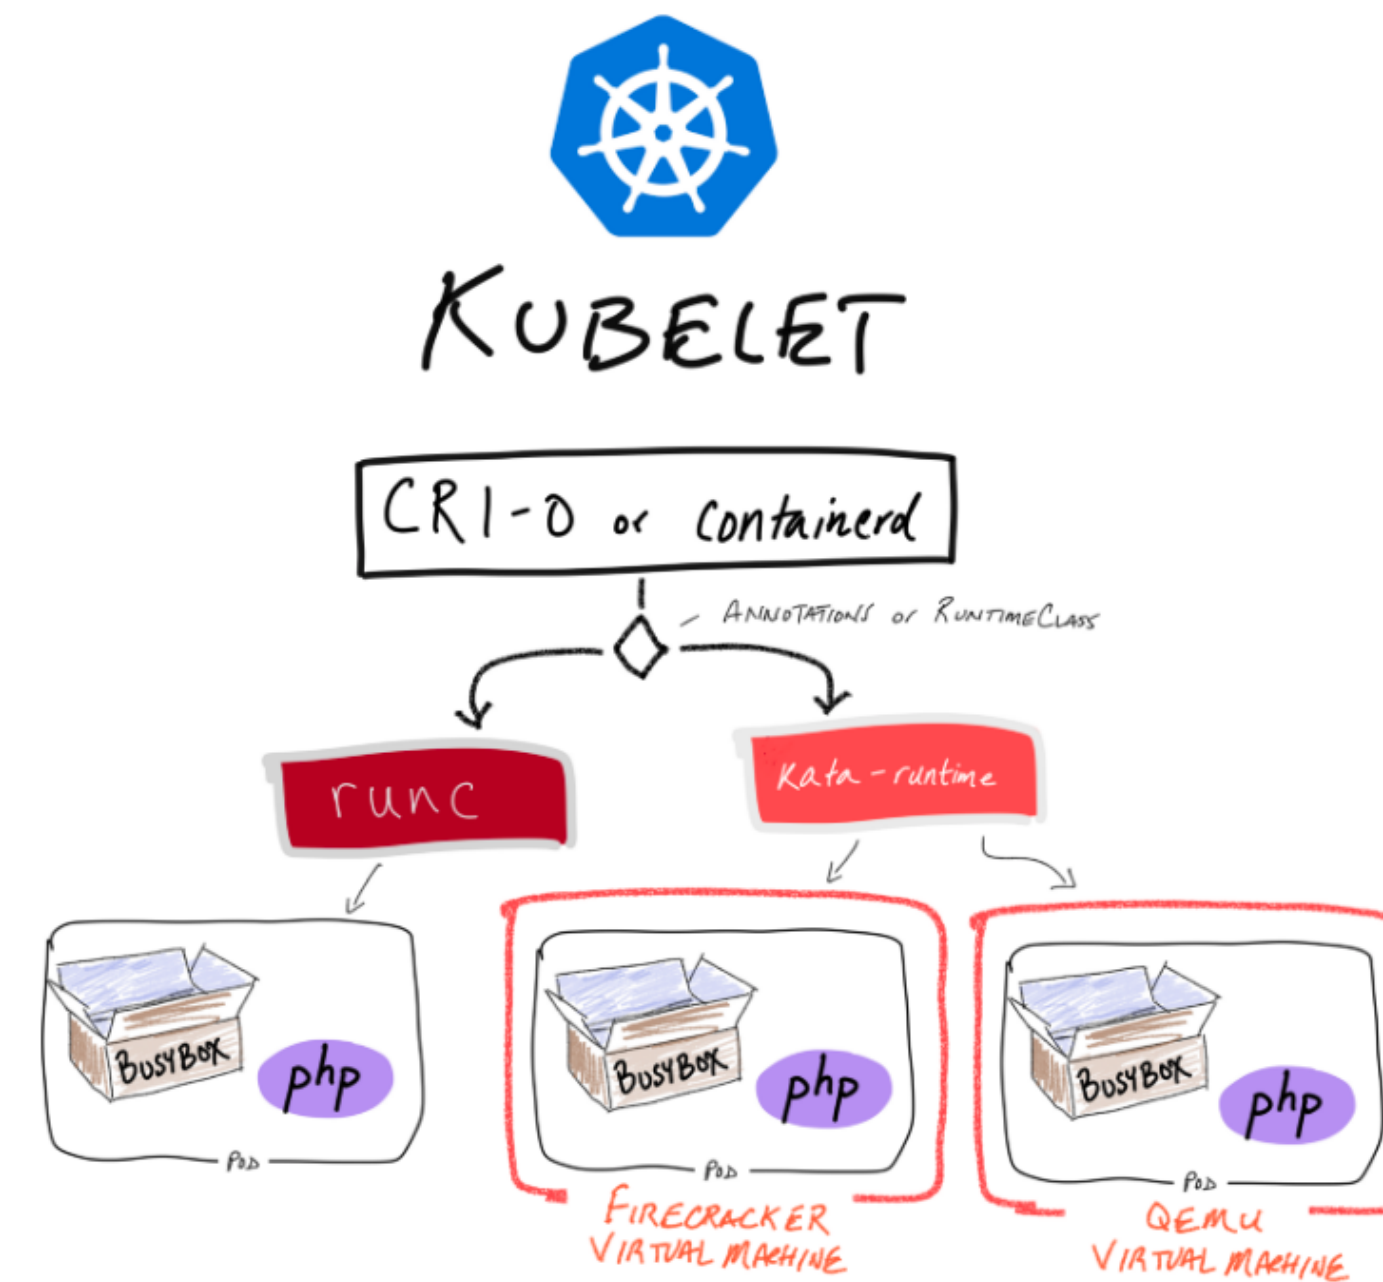 KUBELET
CRI-O or containerd
ANNOTATIONS or RUNTIMECLASS
runc
kata-runtime
BUSYBOX
php
POD
BUSYBOX
php
POD
FIRECRACKER
VIRTUAL MACHINE
BUSYBOX
php
POD
QEMU
VIRTUAL MACHINE